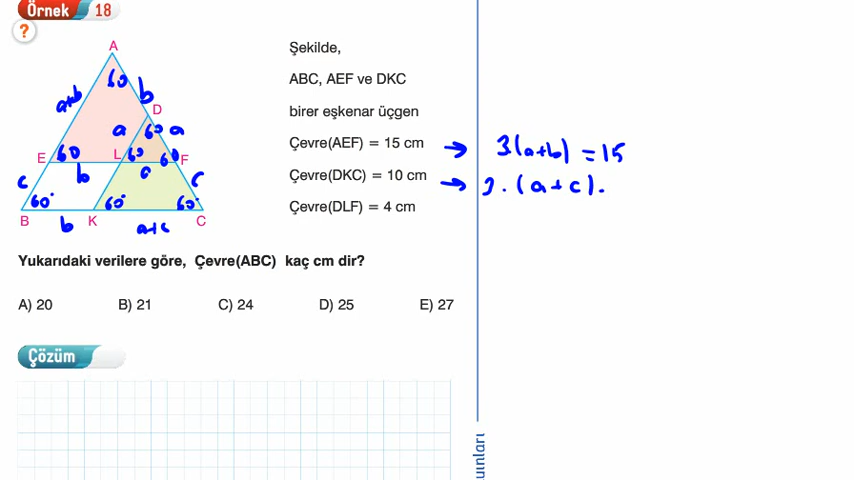 Örnek 18
?
A
60
a+b
b
D
a
60
a
E
60
L
60
60
F
b
a
c
c
60°
60°
60°
B
b
K
a+c
C
Şekilde,
ABC, AEF ve DKC
birer eşkenar üçgen
Çevre(AEF) = 15 cm → 3(a+b) = 15
Çevre(DKC) = 10 cm → 3.(a+c).
Çevre(DLF) = 4 cm
Yukarıdaki verilere göre, Çevre(ABC) kaç cm dir?
A) 20 B) 21 C) 24 D) 25 E) 27
Çözüm